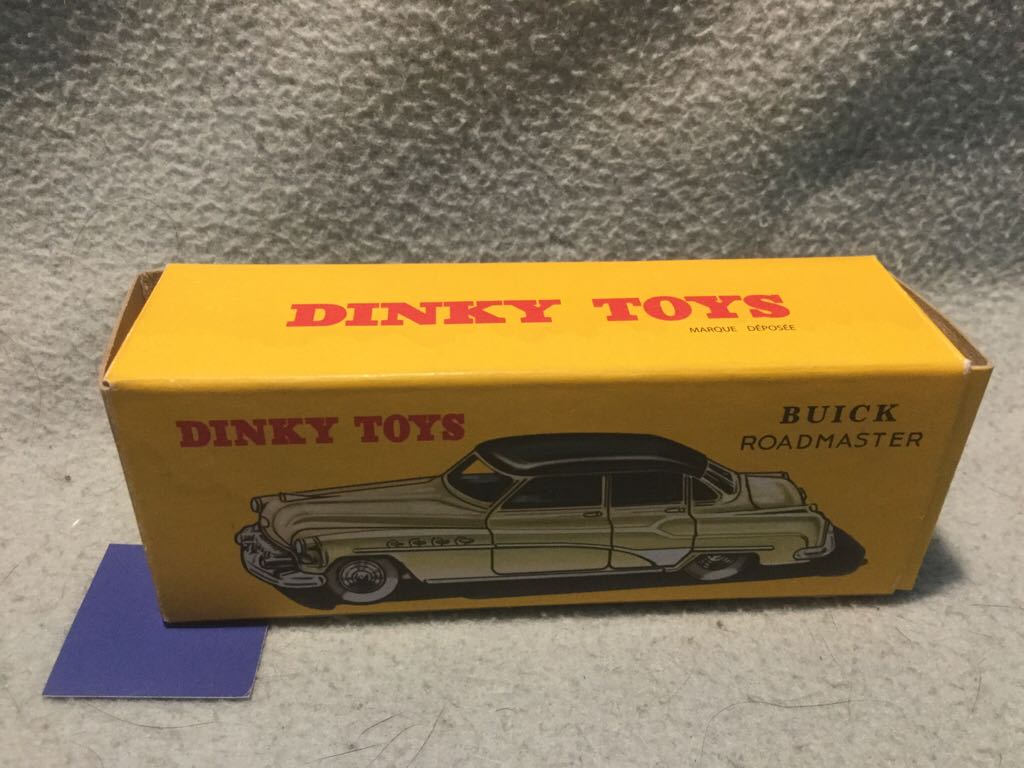 DINKY TOYS
MARQUE DÉPOSÉE
DINKY TOYS
BUICK
ROADMASTER